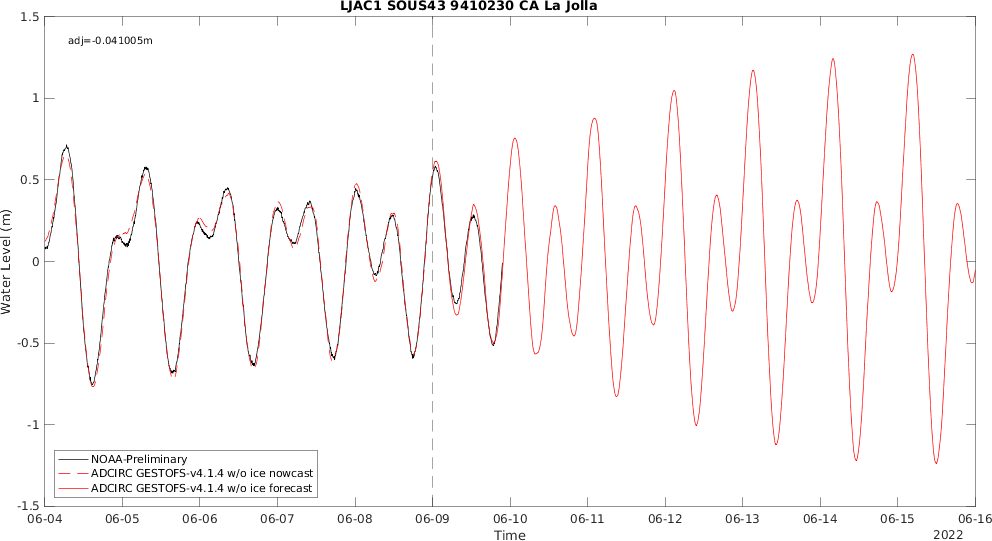 LJAC1 SOUS43 9410230 CA La Jolla
adj=-0.041005m
1.5
1
0.5
0
-0.5
-1
-1.5
Water Level (m)
NOAA-Preliminary
ADCIRC GESTOFS-v4.1.4 w/o ice nowcast
ADCIRC GESTOFS-v4.1.4 w/o ice forecast
06-04 06-05 06-06 06-07 06-08 06-09 06-10 06-11 06-12 06-13 06-14 06-15 06-16
Time
2022